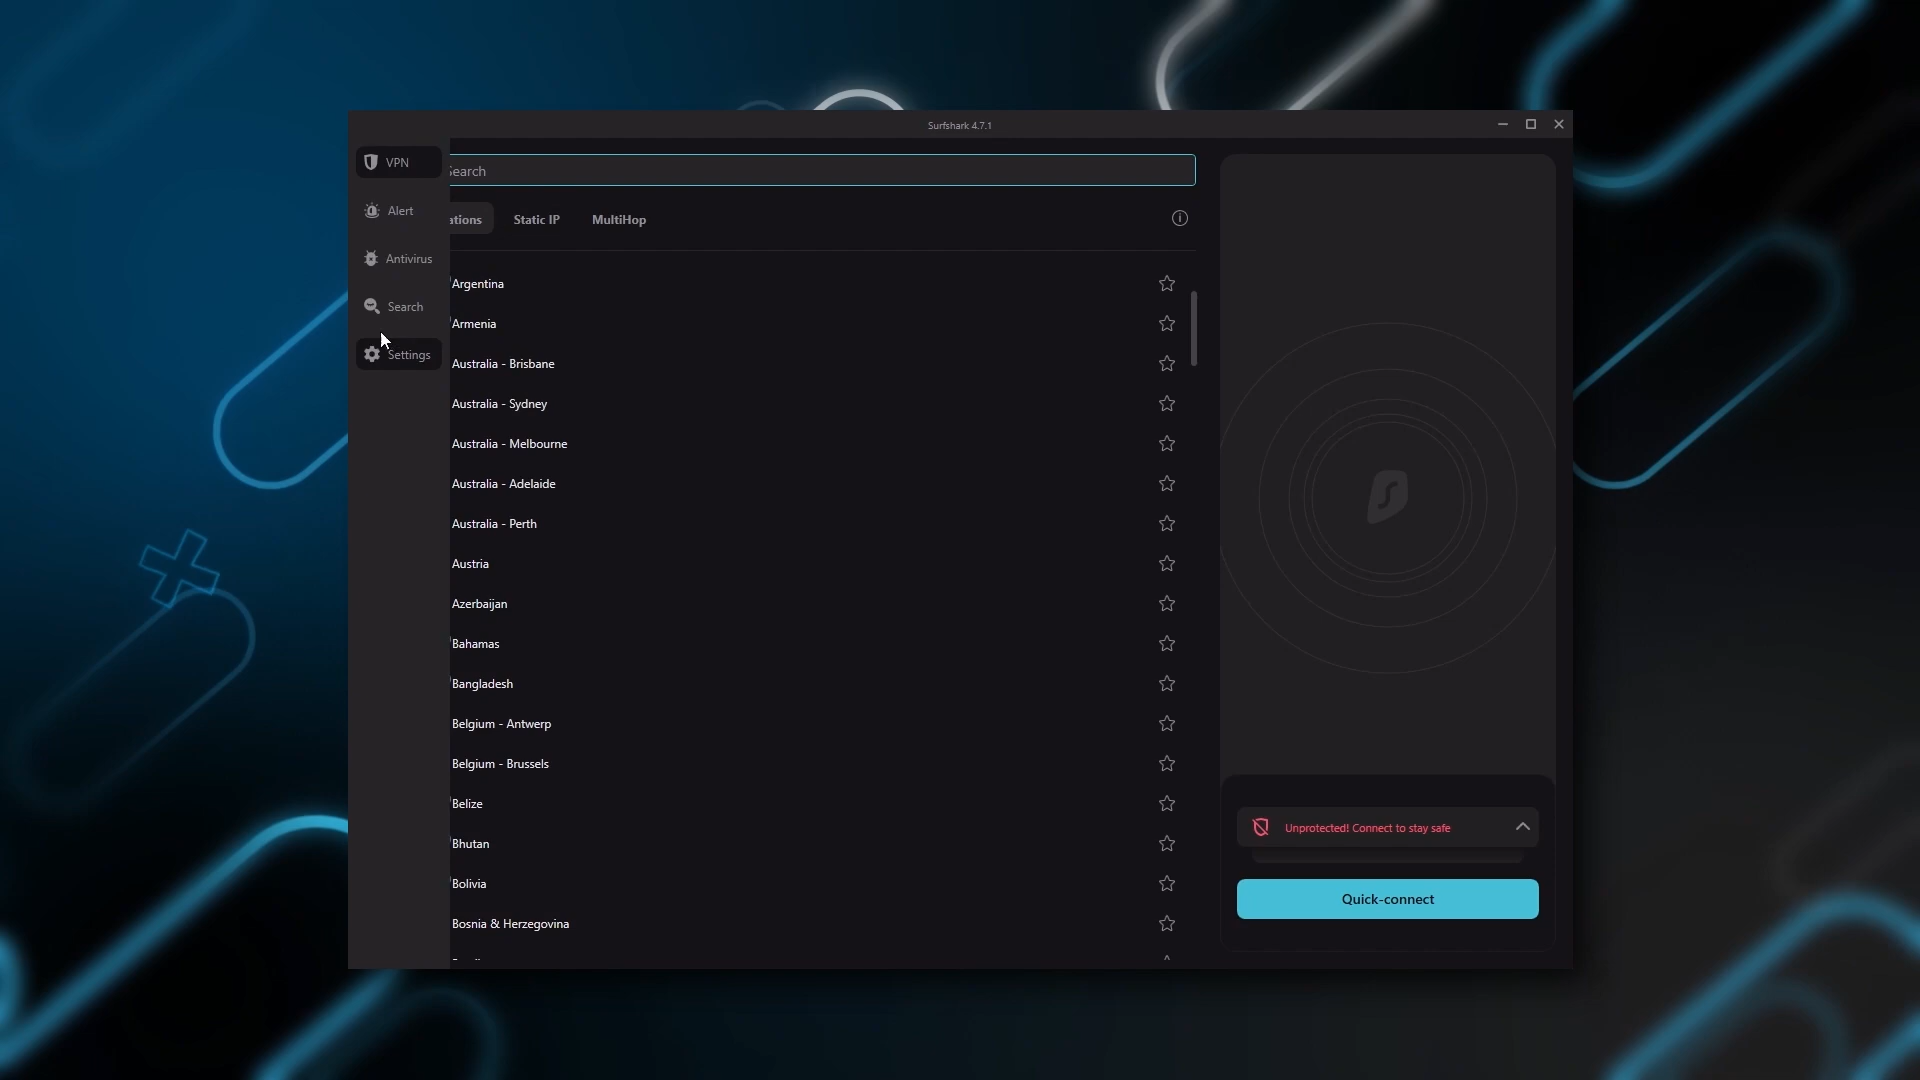 Surfshark 4.7.1
VPN
Alert
Antivirus
Search
Settings
Search
ations
Static IP
MultiHop
Argentina
Armenia
Australia - Brisbane
Australia - Sydney
Australia - Melbourne
Australia - Adelaide
Australia - Perth
Austria
Azerbaijan
Bahamas
Bangladesh
Belgium - Antwerp
Belgium - Brussels
Belize
Bhutan
Bolivia
Bosnia & Herzegovina
Unprotected! Connect to stay safe
Quick-connect